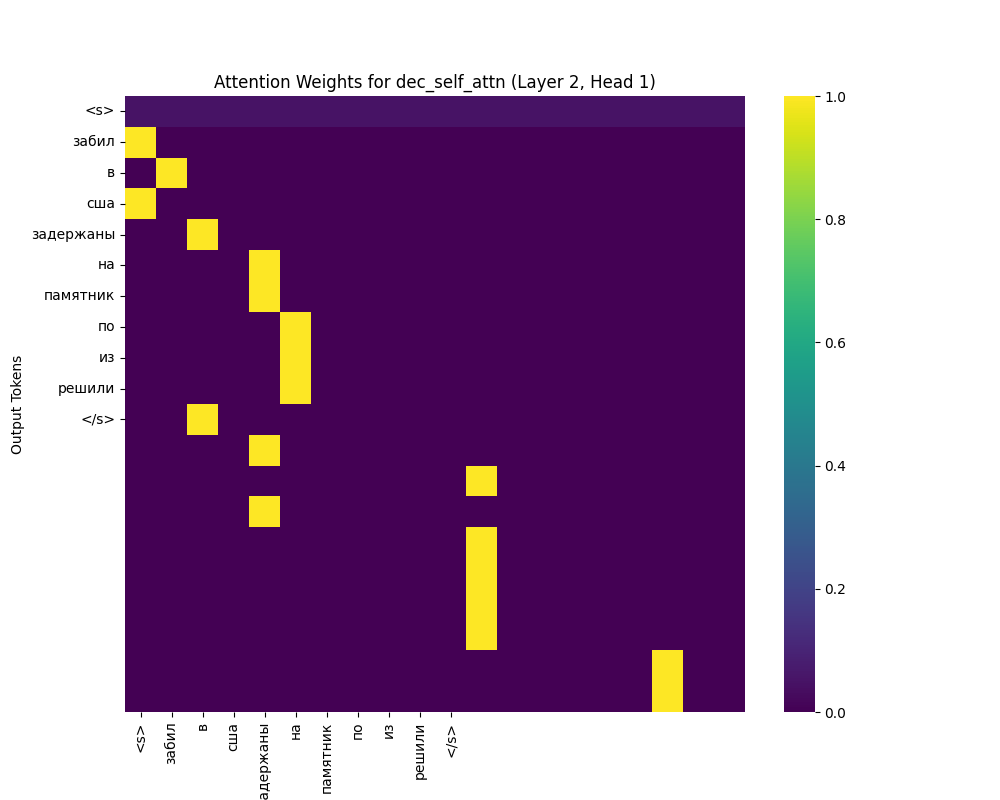 Attention Weights for dec_self_attn (Layer 2, Head 1)
Output Tokens
<s>
забил
в
сша
задержаны
на
памятник
по
из
решили
</s>
<s>
забил
в
сша
адержаны
на
памятник
по
из
решили
</s>
1.0
0.8
0.6
0.4
0.2
0.0